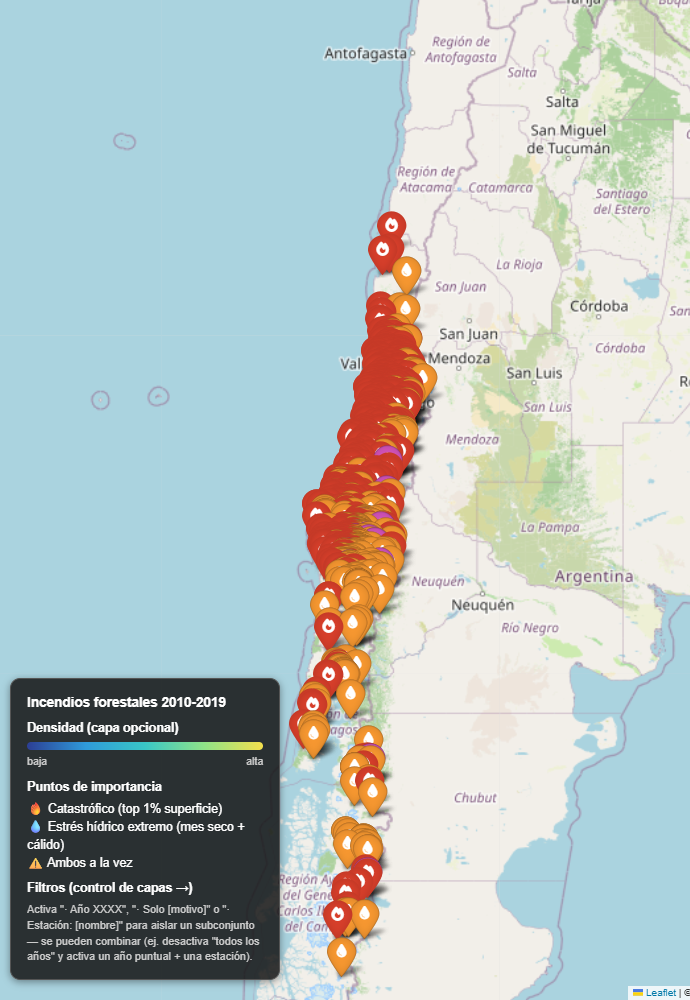 Tarija
Región de
Antofagasta
Antofagasta
Salta
Salta
San Miguel
de Tucumán
Región de
Atacama
Catamarca
Santiago
del Estero
La Rioja
San Juan
Córdoba
San Juan
Córdoba
Mendoza
San Luis
San Luis
Mendoza
La Pampa
Argentina
Neuquén
Neuquén
Río Negro
Chubut
Incendios forestales 2010-2019
Densidad (capa opcional)
baja alta
Puntos de importancia
Catastrófico (top 1% superficie)
Estrés hídrico extremo (mes seco +
cálido)
Ambos a la vez
Filtros (control de capas →)
Activa "· Año XXXX", "· Solo [motivo]" o "·
Estación: [nombre]" para aislar un subconjunto
— se pueden combinar (ej. desactiva "todos los
años" y activa un año puntual + una estación).
Leaflet | ©